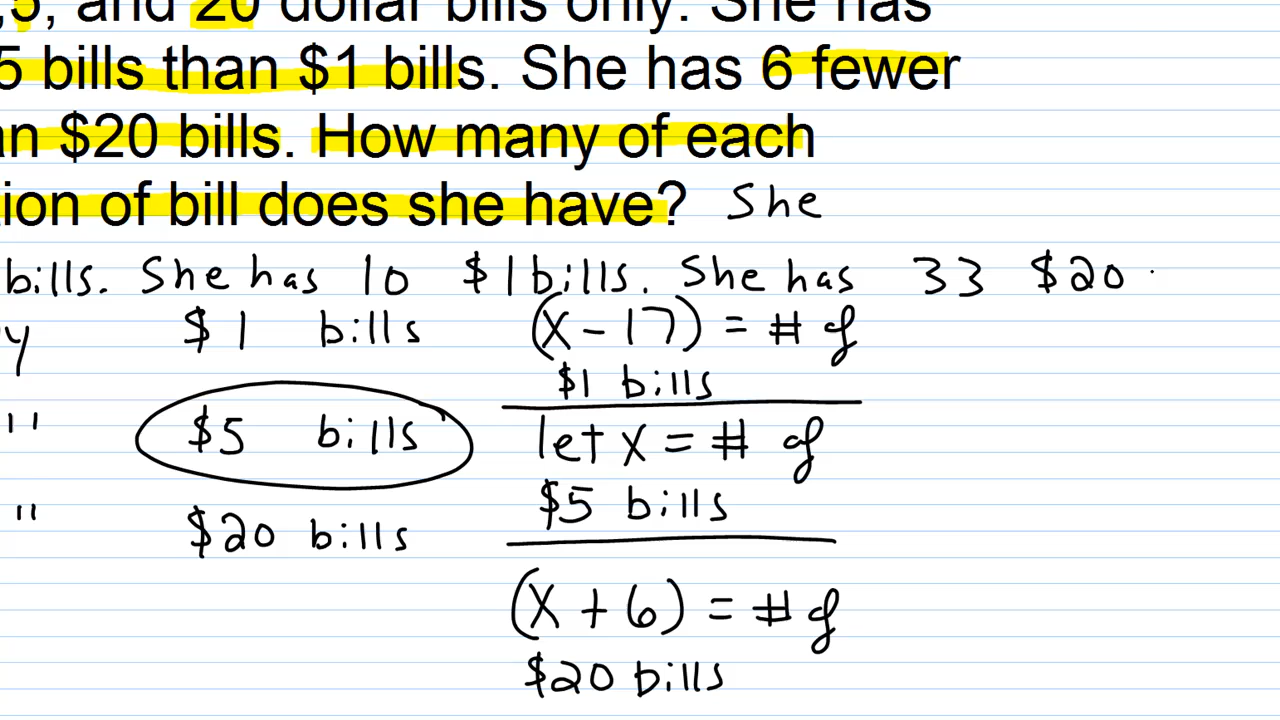 5, and 20 dollar bills only. She has
5 bills than $1 bills. She has 6 fewer
an $20 bills. How many of each
ion of bill does she have? She
bills. She has 10 $1 bills. She has 33 $20
y $1 bills (x - 17) = # of
$1 bills
" $5 bills let x = # of
$5 bills
" $20 bills
(x + 6) = # of
$20 bills